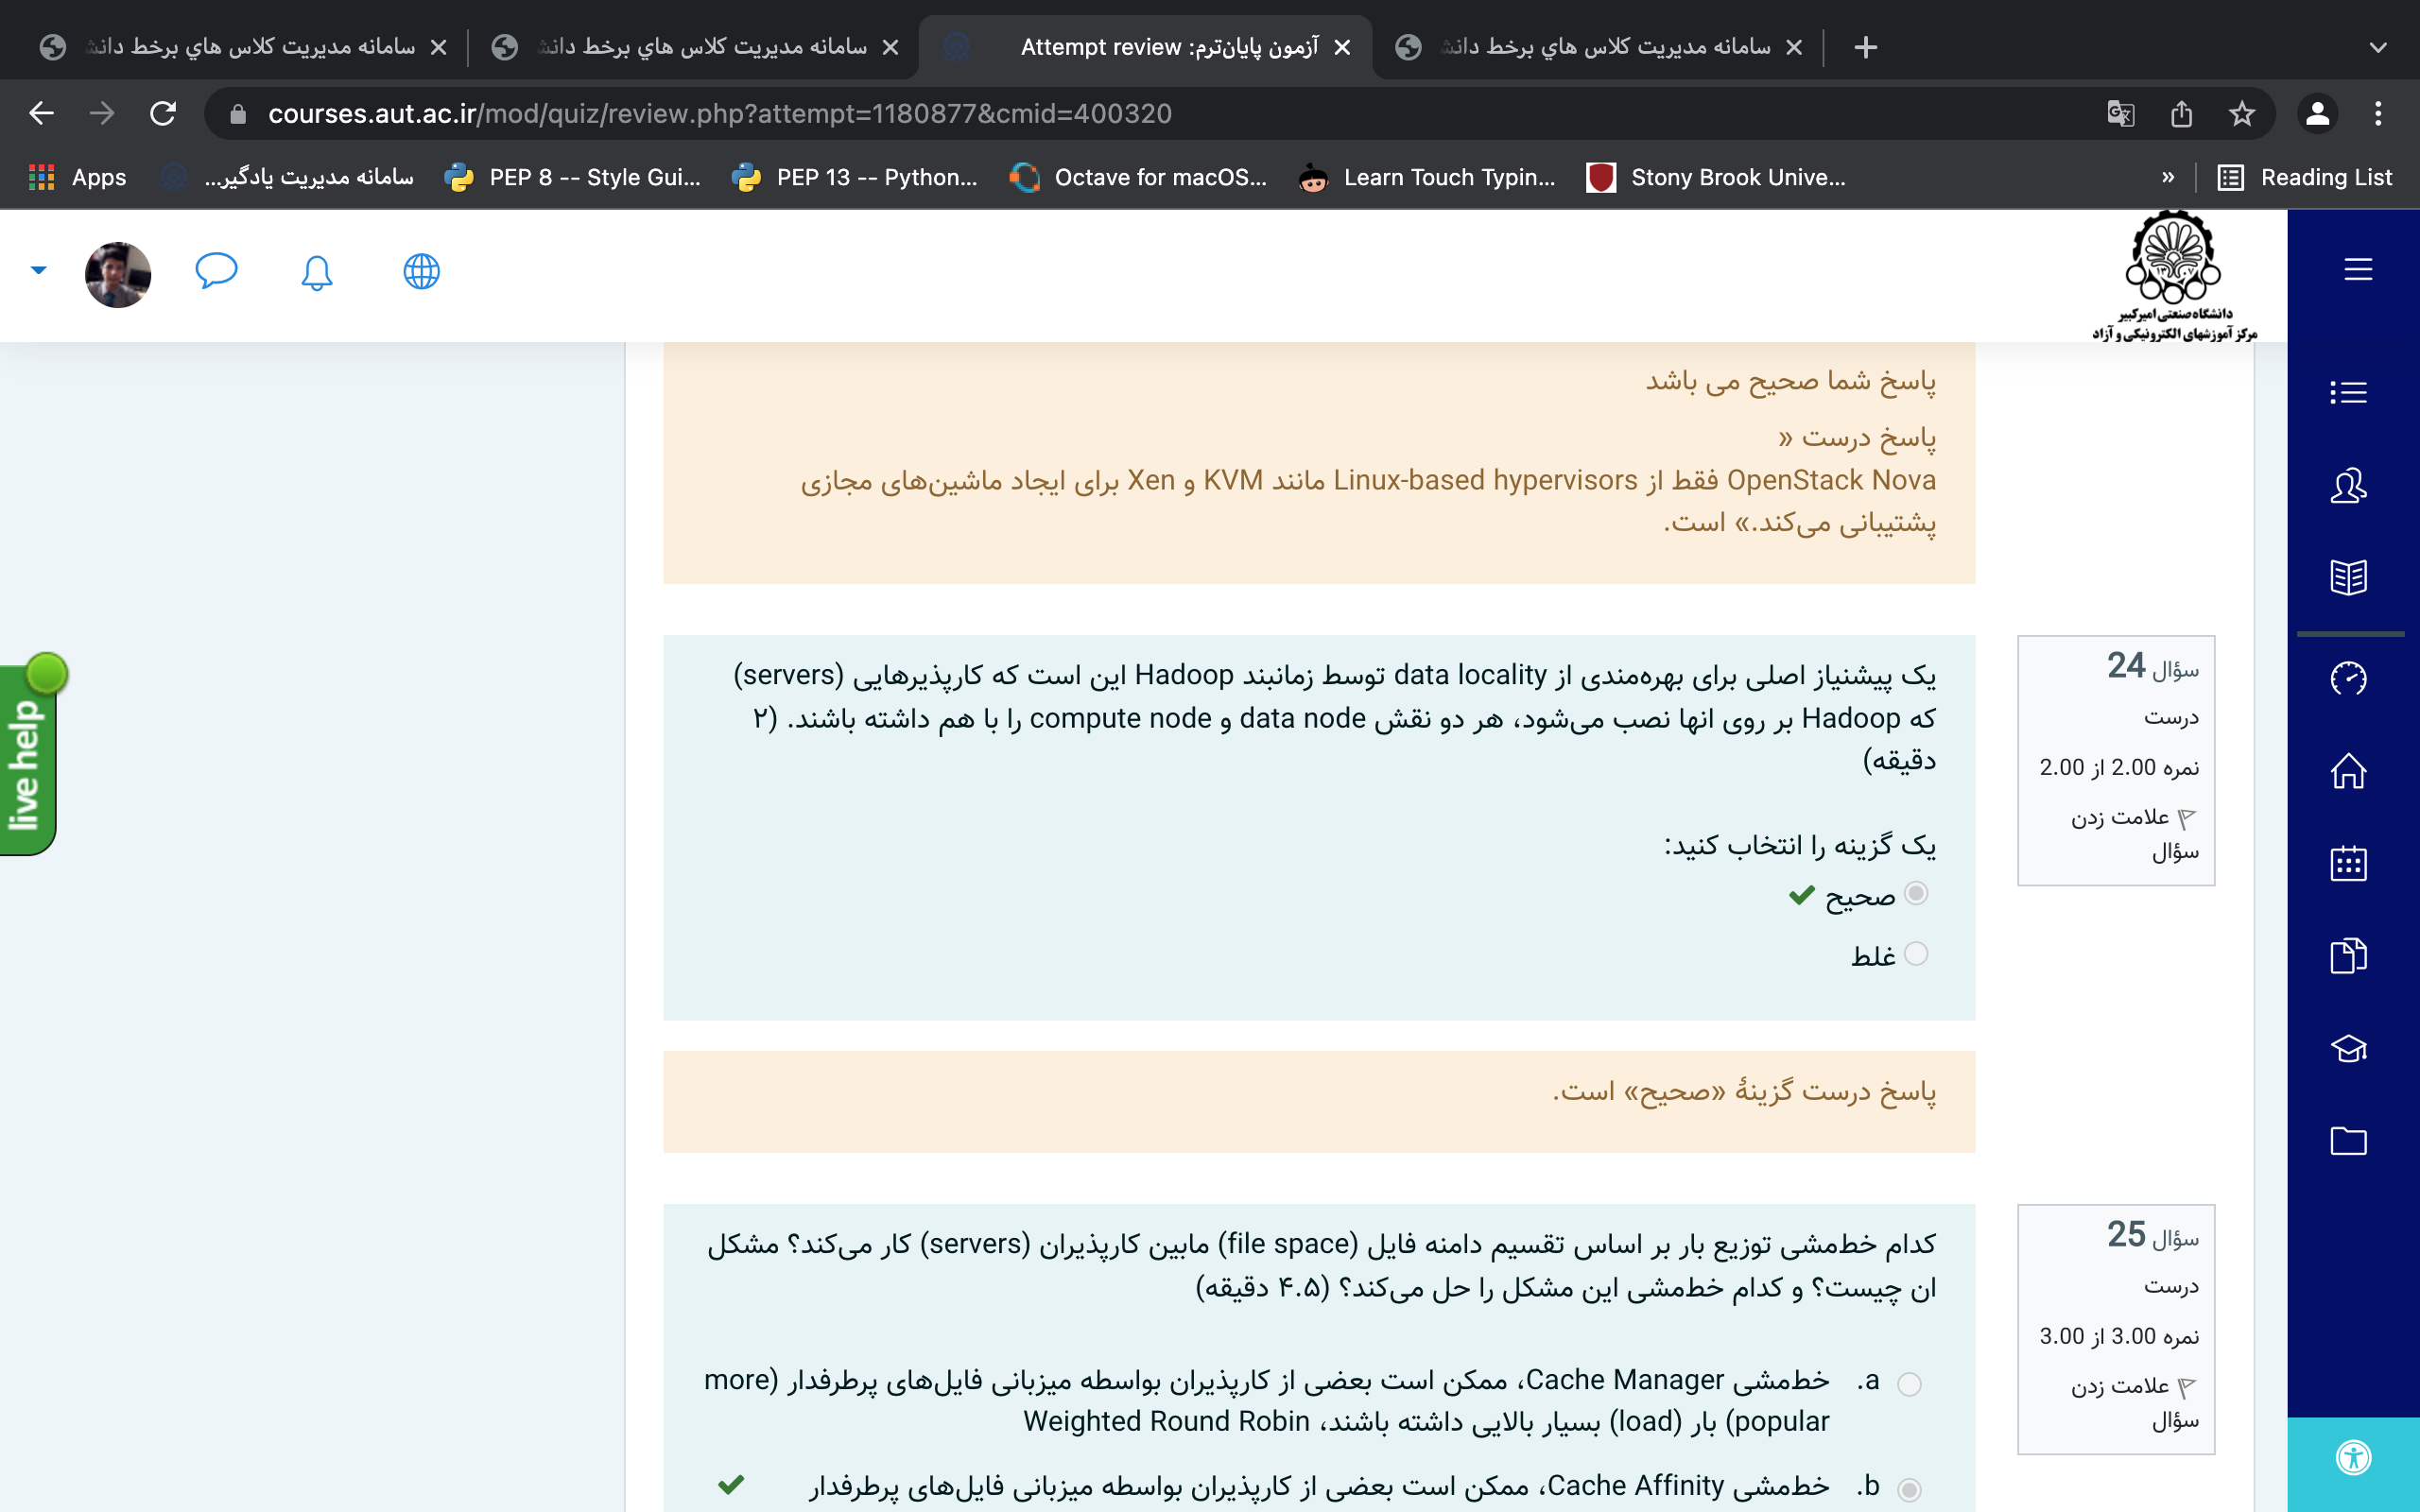 سامانه مدیریت کلاس هاي برخط دانش
سامانه مدیریت کلاس هاي برخط دانش
Attempt review :آزمون پایان‌ترم
سامانه مدیریت کلاس هاي برخط دانش
courses.aut.ac.ir/mod/quiz/review.php?attempt=1180877&cmid=400320
Apps
سامانه مدیریت یادگیر...
PEP 8 -- Style Gui...
PEP 13 -- Python...
Octave for macOS...
Learn Touch Typin...
Stony Brook Unive...
»
Reading List
۱۳۰۷
دانشگاه صنعتی امیرکبیر
مرکز آموزشهای الکترونیکی و آزاد
پاسخ شما صحیح می باشد
پاسخ درست «
OpenStack Nova فقط از Linux-based hypervisors مانند KVM و Xen برای ایجاد ماشین‌های مجازی
پشتیبانی می‌کند.» است.
live help
سؤال 24
درست
نمره 2.00 از 2.00
علامت زدن
سؤال
یک پیشنیاز اصلی برای بهره‌مندی از data locality توسط زمانبند Hadoop این است که کارپذیرهایی (servers)
که Hadoop بر روی انها نصب می‌شود، هر دو نقش data node و compute node را با هم داشته باشند. (۲
دقیقه)
یک گزینه را انتخاب کنید:
صحیح
غلط
پاسخ درست گزینهٔ «صحیح» است.
سؤال 25
درست
نمره 3.00 از 3.00
علامت زدن
سؤال
کدام خط‌مشی توزیع بار بر اساس تقسیم دامنه فایل (file space) مابین کارپذیران (servers) کار می‌کند؟ مشکل
ان چیست؟ و کدام خط‌مشی این مشکل را حل می‌کند؟ (۴.۵ دقیقه)
a. خط‌مشی Cache Manager، ممکن است بعضی از کارپذیران بواسطه میزبانی فایل‌های پرطرفدار (more
popular) بار (load) بسیار بالایی داشته باشند، Weighted Round Robin
b. خط‌مشی Cache Affinity، ممکن است بعضی از کارپذیران بواسطه میزبانی فایل‌های پرطرفدار